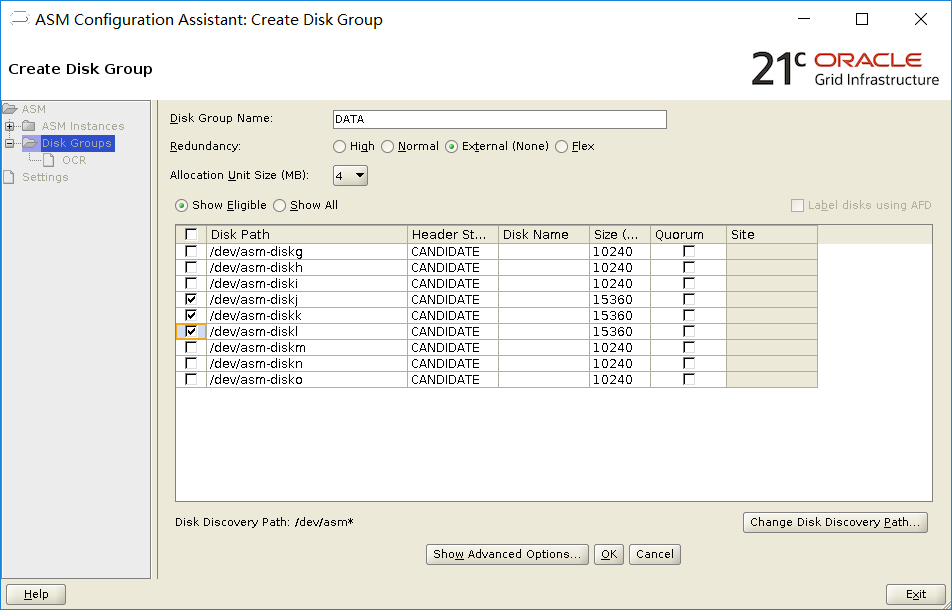 ASM Configuration Assistant: Create Disk Group
Create Disk Group
21c ORACLE
Grid Infrastructure
ASM
ASM Instances
Disk Groups
OCR
Settings
Disk Group Name: DATA
Redundancy: High Normal External (None) Flex
Allocation Unit Size (MB): 4
Show Eligible Show All Label disks using AFD
Disk Path Header St... Disk Name Size (... Quorum Site
/dev/asm-diskg CANDIDATE 10240
/dev/asm-diskh CANDIDATE 10240
/dev/asm-diski CANDIDATE 10240
/dev/asm-diskj CANDIDATE 15360
/dev/asm-diskk CANDIDATE 15360
/dev/asm-diskl CANDIDATE 15360
/dev/asm-diskm CANDIDATE 10240
/dev/asm-diskn CANDIDATE 10240
/dev/asm-disko CANDIDATE 10240
Disk Discovery Path: /dev/asm* Change Disk Discovery Path...
Show Advanced Options... OK Cancel
Help Exit